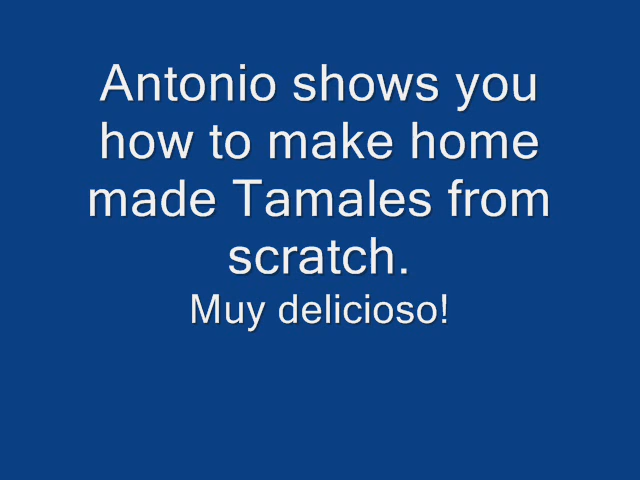 Antonio shows you
how to make home
made Tamales from
scratch.
Muy delicioso!